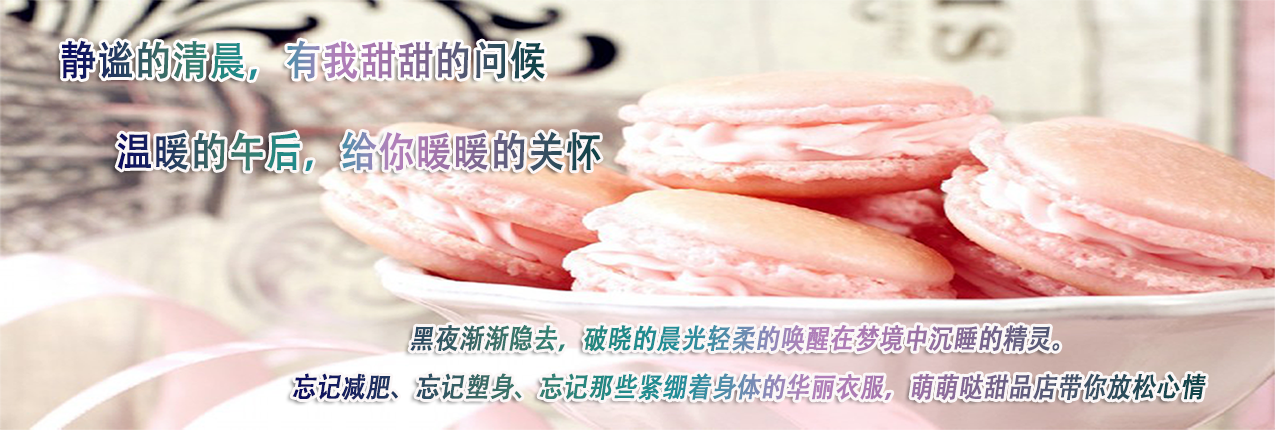 静谧的清晨，有我甜甜的问候
温暖的午后，给你暖暖的关怀
黑夜渐渐隐去，破晓的晨光轻柔的唤醒在梦境中沉睡的精灵。
忘记减肥、忘记塑身、忘记那些紧绷着身体的华丽衣服，萌萌哒甜品店带你放松心情